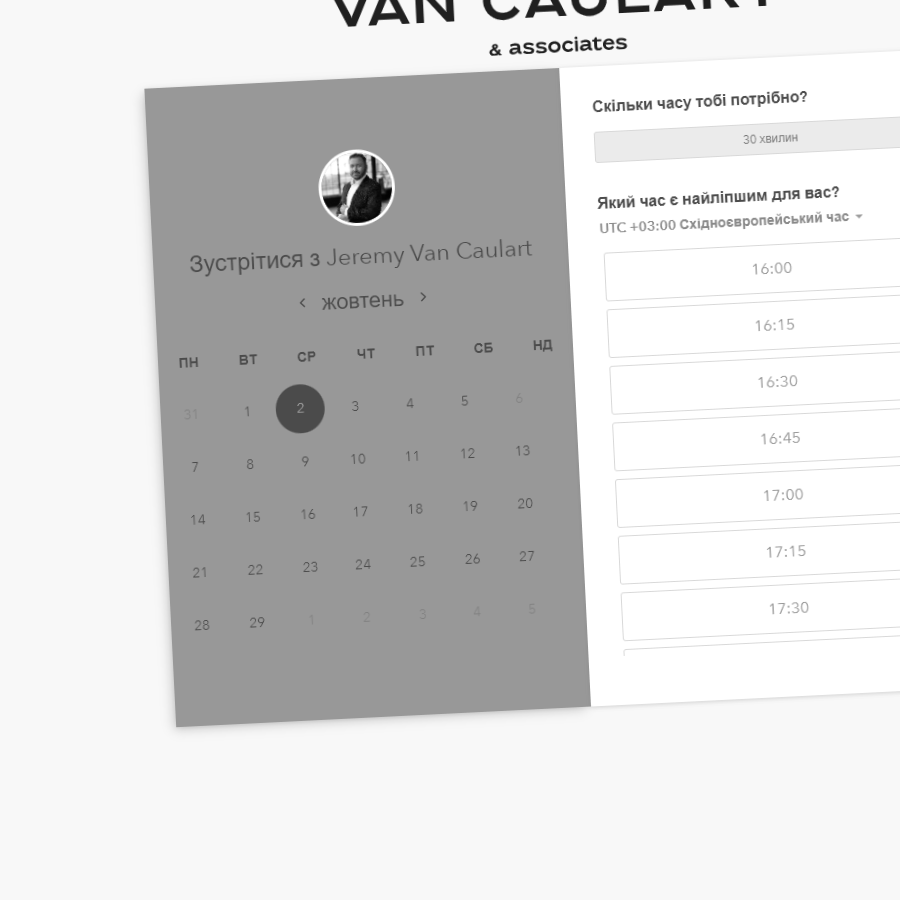 VAN CAULART
& associates
Зустрітися з Jeremy Van Caulart
‹ жовтень ›
ПН ВТ СР ЧТ ПТ СБ НД
31 1 2 3 4 5 6
7 8 9 10 11 12 13
14 15 16 17 18 19 20
21 22 23 24 25 26 27
28 29 1 2 3 4 5
Скільки часу тобі потрібно?
30 хвилин
Який час є найліпшим для вас?
UTC +03:00 Східноєвропейський час
16:00
16:15
16:30
16:45
17:00
17:15
17:30